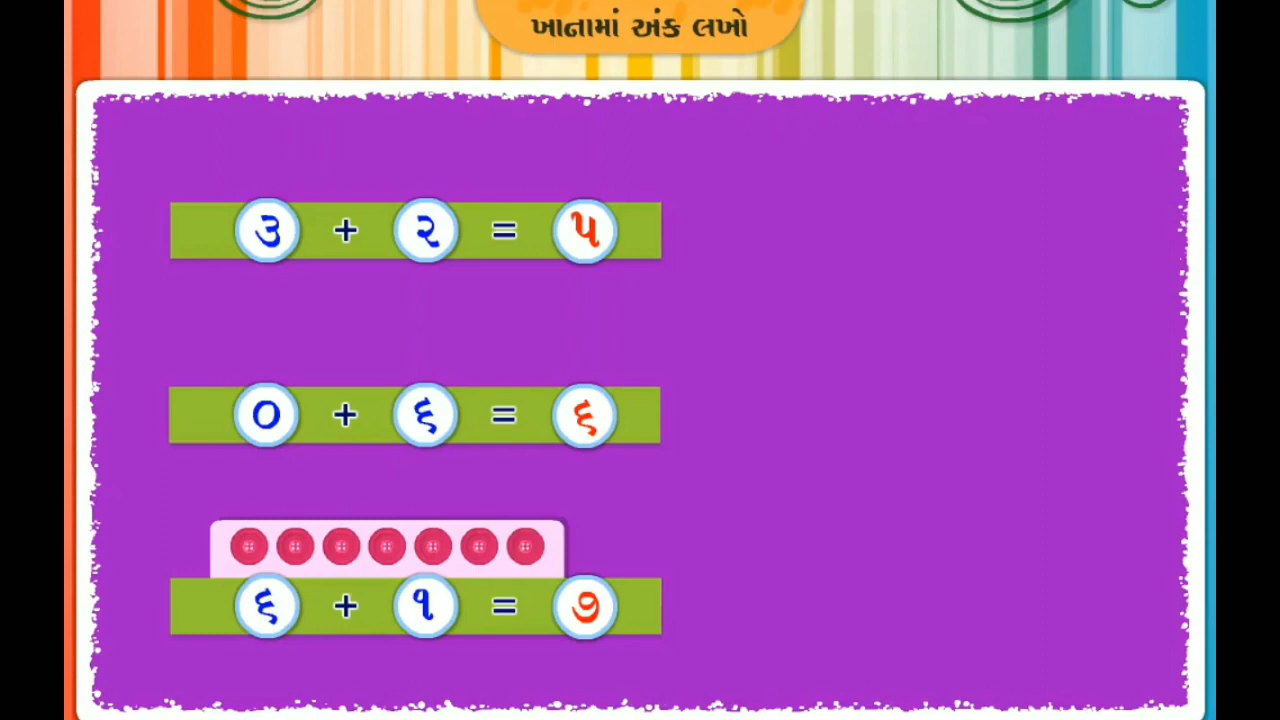 ખાનામાં અંક લખો
૩ + ૨ = ૫
૦ + ૬ = ૬
૬ + ૧ = ૭